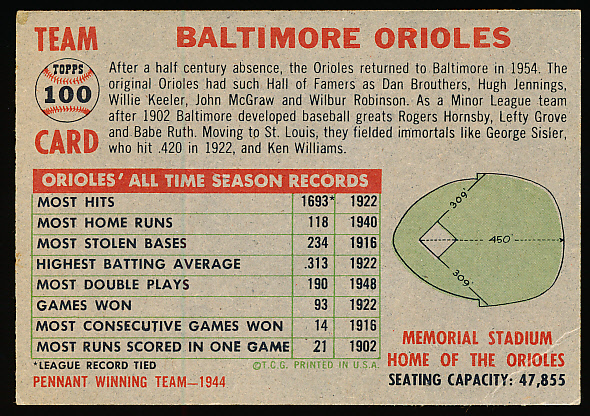 TEAM
TOPPS
100
CARD
BALTIMORE ORIOLES
After a half century absence, the Orioles returned to Baltimore in 1954. The
original Orioles had such Hall of Famers as Dan Brouthers, Hugh Jennings,
Willie Keeler, John McGraw and Wilbur Robinson. As a Minor League team
after 1902 Baltimore developed baseball greats Rogers Hornsby, Lefty Grove
and Babe Ruth. Moving to St. Louis, they fielded immortals like George Sisler,
who hit .420 in 1922, and Ken Williams.
ORIOLES' ALL TIME SEASON RECORDS
MOST HITS 1693* 1922
MOST HOME RUNS 118 1940
MOST STOLEN BASES 234 1916
HIGHEST BATTING AVERAGE .313 1922
MOST DOUBLE PLAYS 190 1948
GAMES WON 93 1922
MOST CONSECUTIVE GAMES WON 14 1916
MOST RUNS SCORED IN ONE GAME 21 1902
*LEAGUE RECORD TIED
©T.C.G. PRINTED IN U.S.A.
PENNANT WINNING TEAM—1944
309'
450'
309'
MEMORIAL STADIUM
HOME OF THE ORIOLES
SEATING CAPACITY: 47,855